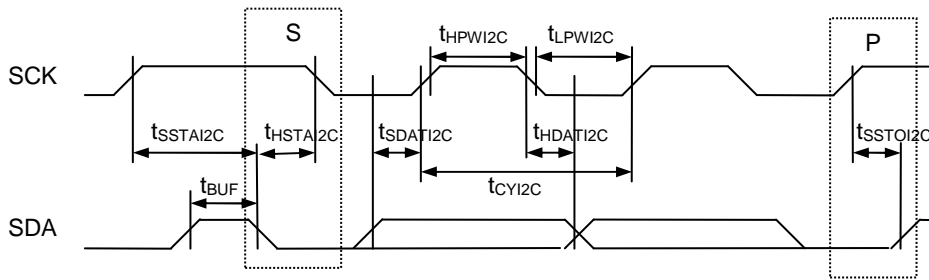 S
tHPWI2C
tLPWI2C
P
SCK
tSSTAI2C
tHSTAI2C
tSDATI2C
tHDATI2C
tSSTOI2C
tBUF
tCYI2C
SDA